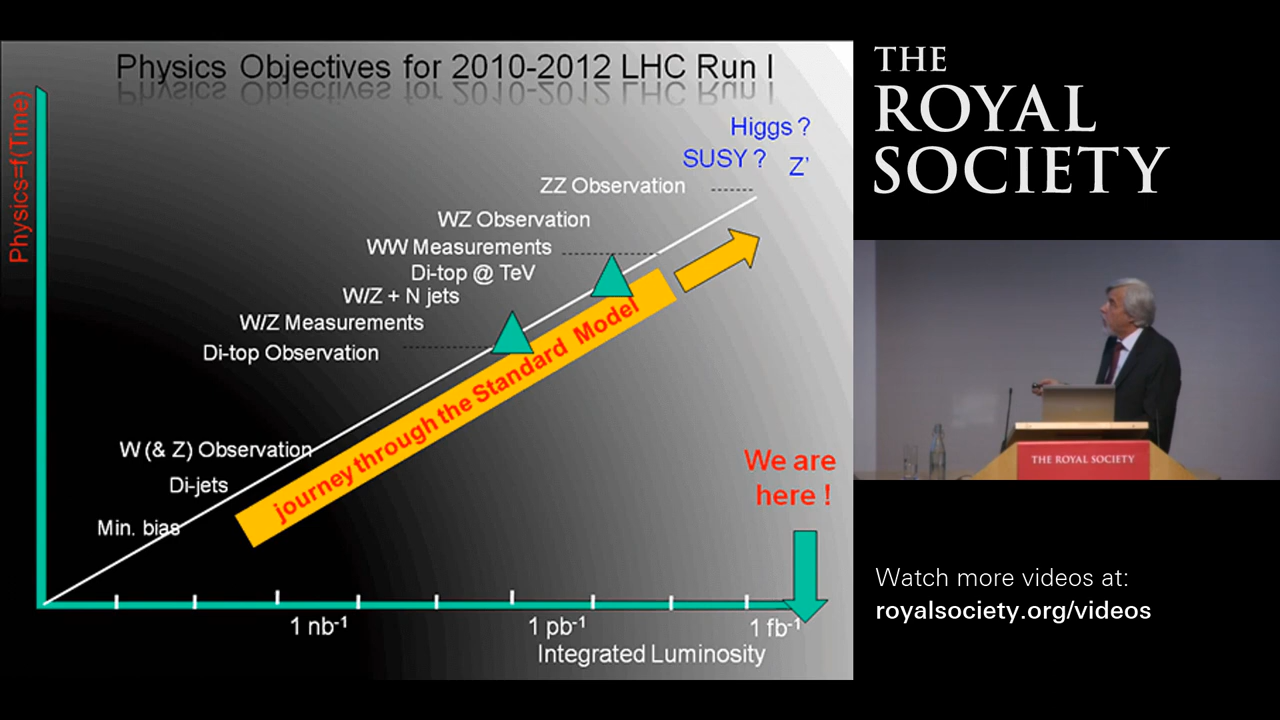 Physics Objectives for 2010-2012 LHC Run I
Physics=f(Time)
Higgs ?
SUSY ? Z'
ZZ Observation
WZ Observation
WW Measurements
Di-top @ TeV
W/Z + N jets
W/Z Measurements
Di-top Observation
W (& Z) Observation
Di-jets
Min. bias
journey through the Standard Model
We are
here !
1 nb-1 1 pb-1 1 fb-1
Integrated Luminosity
THE
ROYAL
SOCIETY
THE ROYAL SOCIETY
Watch more videos at:
royalsociety.org/videos